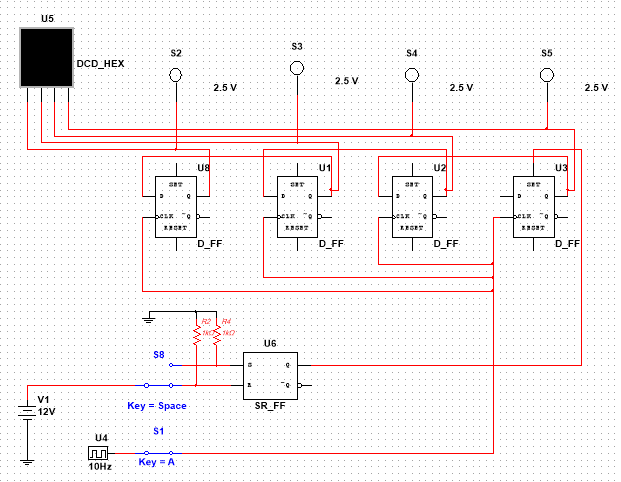 U5
DCD_HEX
S2
2.5 V
S3
2.5 V
S4
2.5 V
S5
2.5 V
U8
SET
D Q
CLK ~Q
RESET
D_FF
U1
SET
D Q
CLK ~Q
RESET
D_FF
U2
SET
D Q
CLK ~Q
RESET
D_FF
U3
SET
D Q
CLK ~Q
RESET
D_FF
R2
1kΩ
R4
1kΩ
U6
S Q
R ~Q
SR_FF
S8
Key = Space
V1
12V
U4
10Hz
S1
Key = A